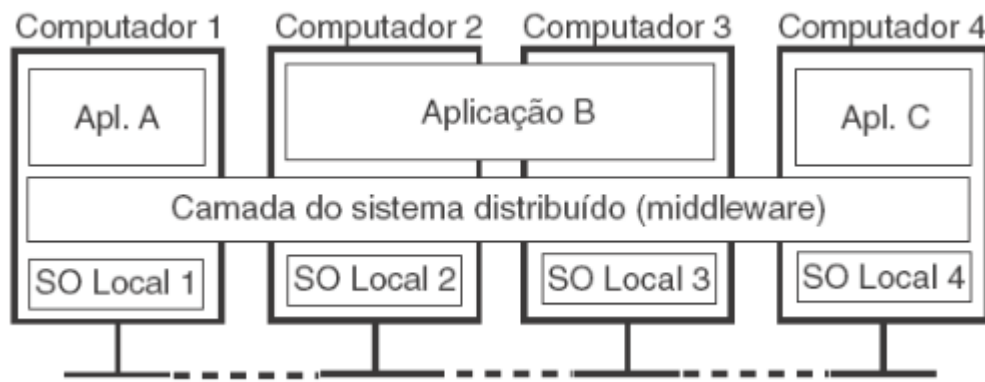 Computador 1
Computador 2
Computador 3
Computador 4
Apl. A
Aplicação B
Apl. C
Camada do sistema distribuído (middleware)
SO Local 1
SO Local 2
SO Local 3
SO Local 4